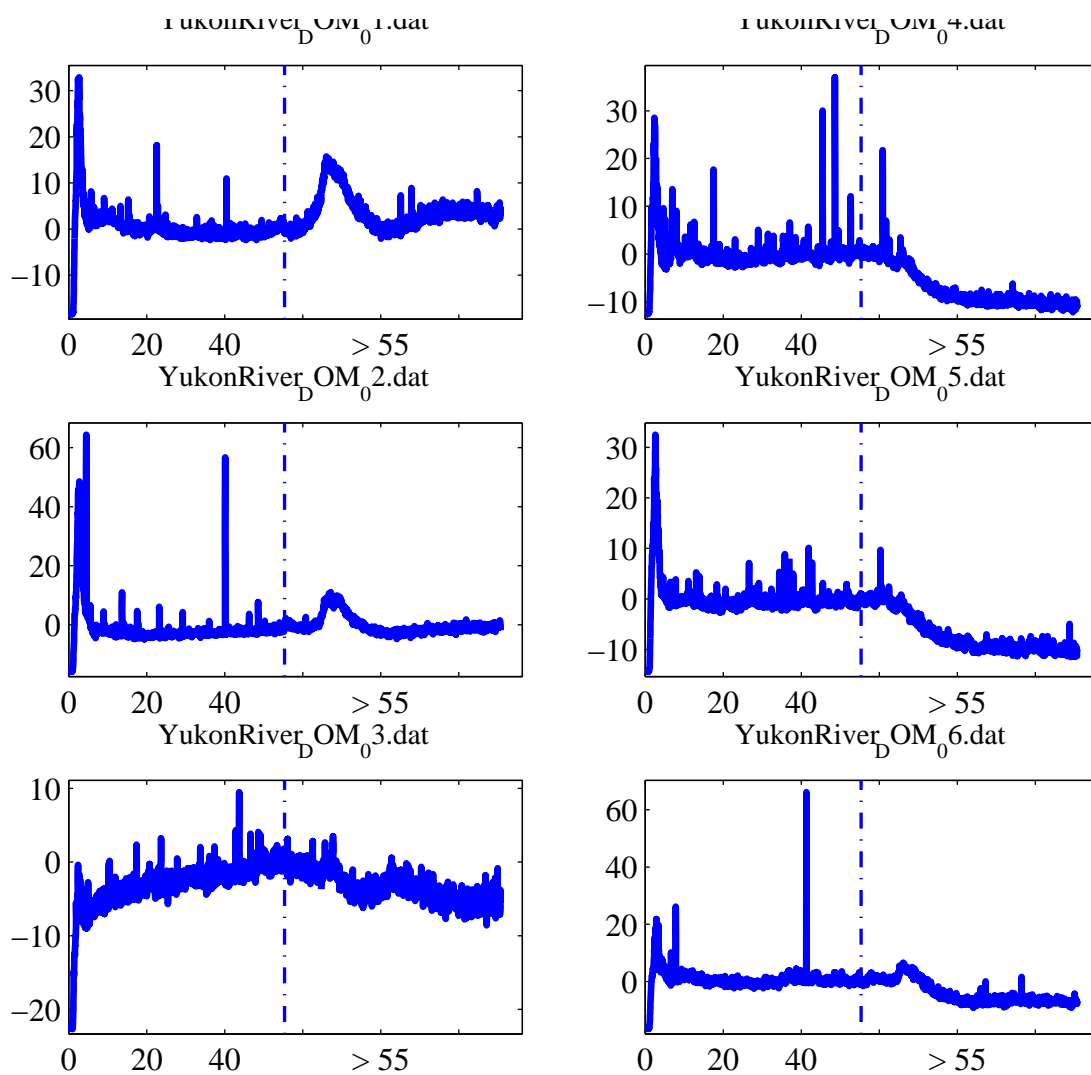 YukonRiver_DOM_01.dat
30
20
10
0
−10
0 20 40 > 55
YukonRiver_DOM_02.dat
60
40
20
0
0 20 40 > 55
YukonRiver_DOM_03.dat
10
0
−10
−20
0 20 40 > 55
YukonRiver_DOM_04.dat
30
20
10
0
−10
0 20 40 > 55
YukonRiver_DOM_05.dat
30
20
10
0
−10
0 20 40 > 55
YukonRiver_DOM_06.dat
60
40
20
0
0 20 40 > 55